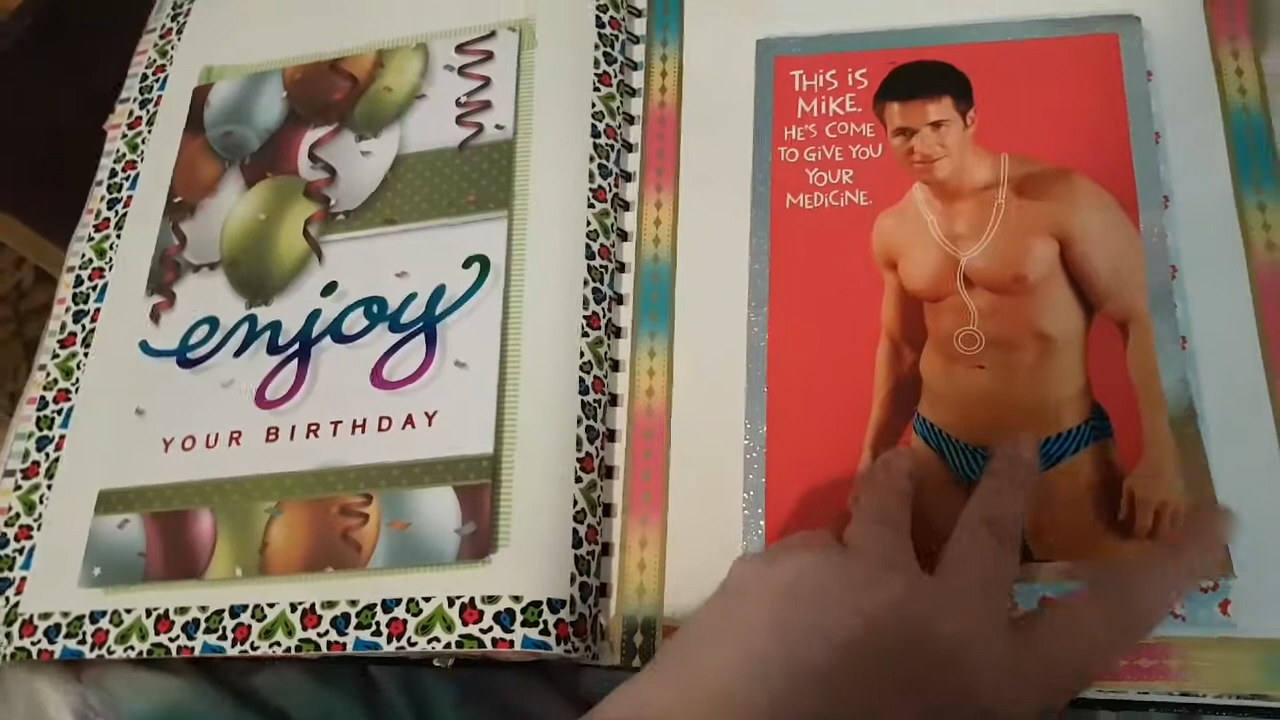 enjoy
YOUR BIRTHDAY
THIS IS
MIKE.
HE'S COME
TO GIVE YOU
YOUR
MEDICINE.